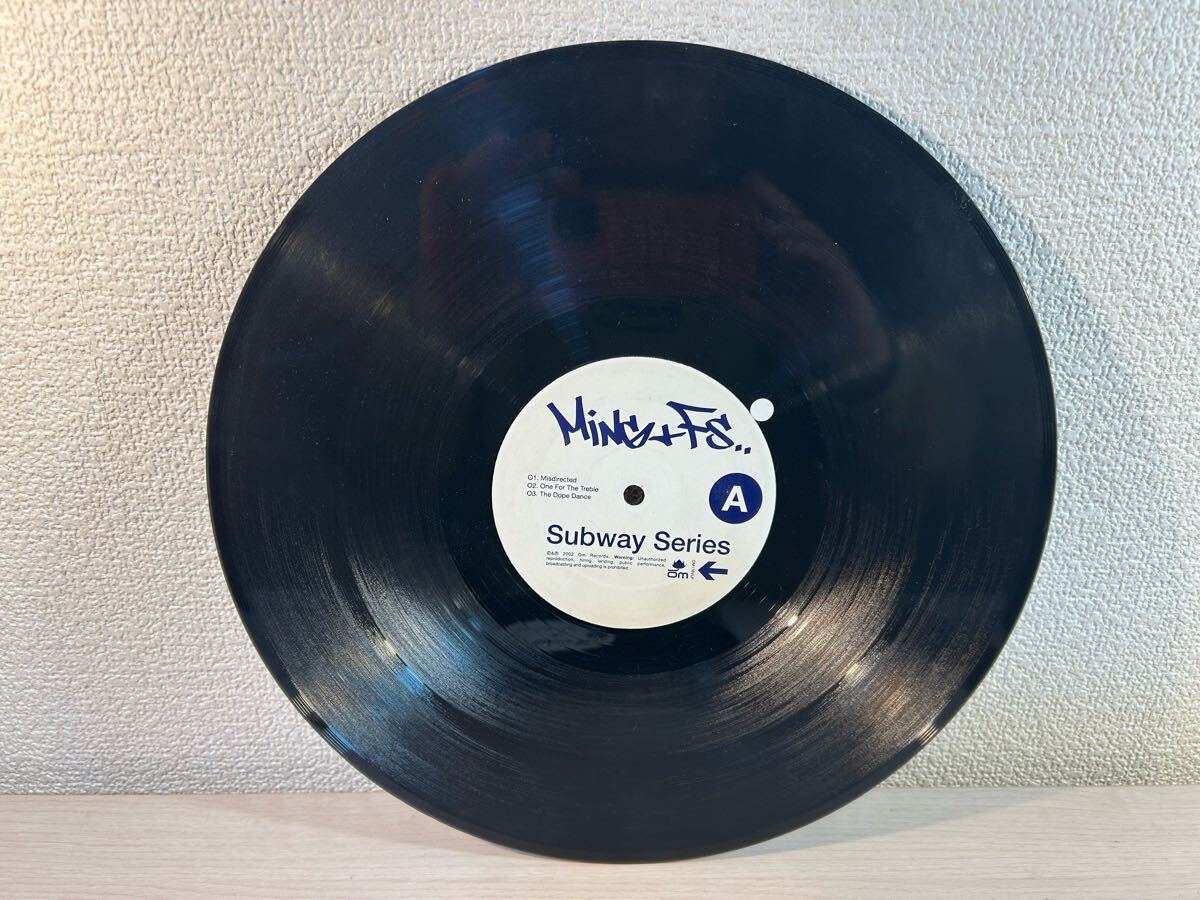 Ming+FS..
01. Misdirected
02. One For The Treble
03. The Dope Dance
A
Subway Series
©&℗ 2002 Om Records. Warning: Unauthorized
reproduction, hiring, lending, public performance,
broadcasting and uploading is prohibited.
Om